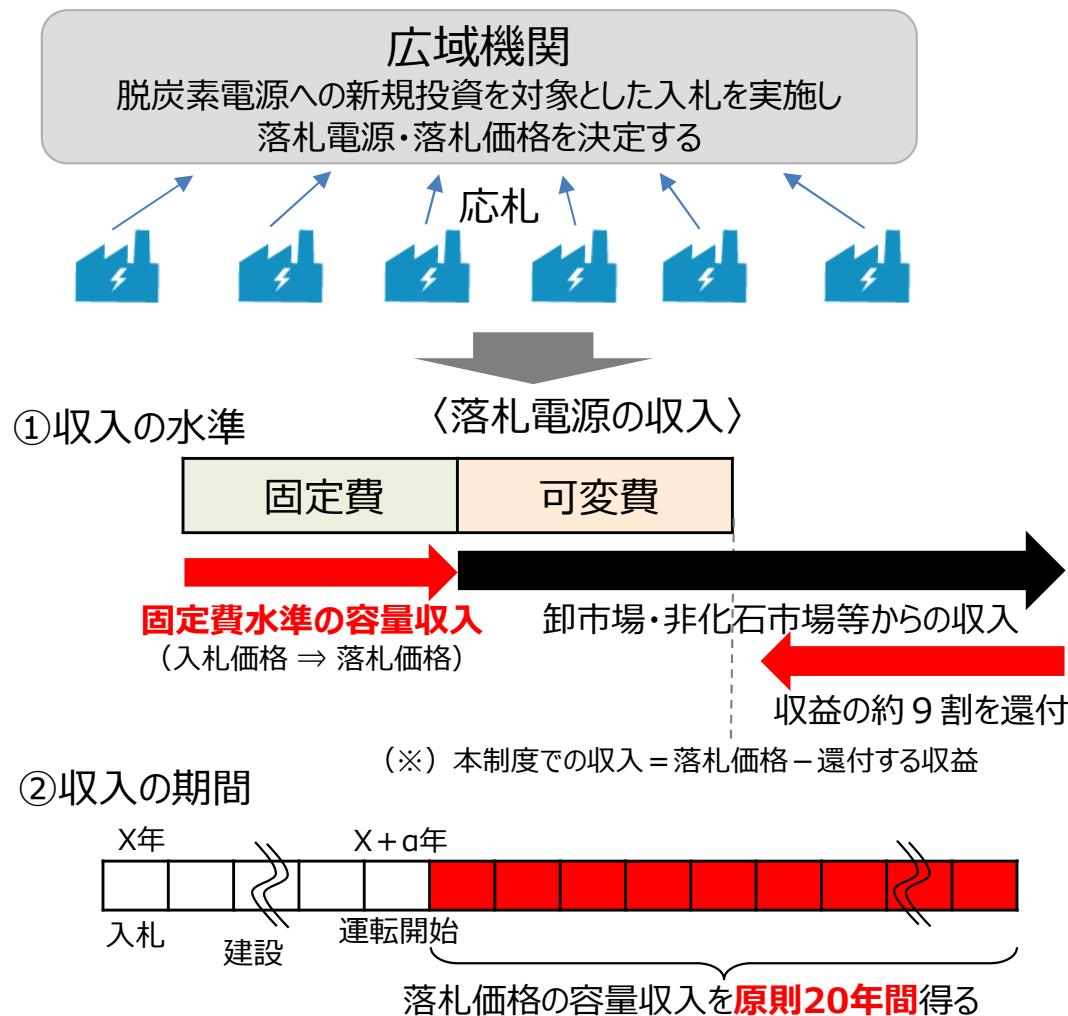 広域機関
脱炭素電源への新規投資を対象とした入札を実施し
落札電源・落札価格を決定する
応札
〈落札電源の収入〉
①収入の水準
固定費
可変費
固定費水準の容量収入
（入札価格 ⇒ 落札価格）
卸市場・非化石市場等からの収入
収益の約９割を還付
（※）本制度での収入＝落札価格－還付する収益
②収入の期間
X年
X＋α年
入札
建設
運転開始
落札価格の容量収入を原則20年間得る